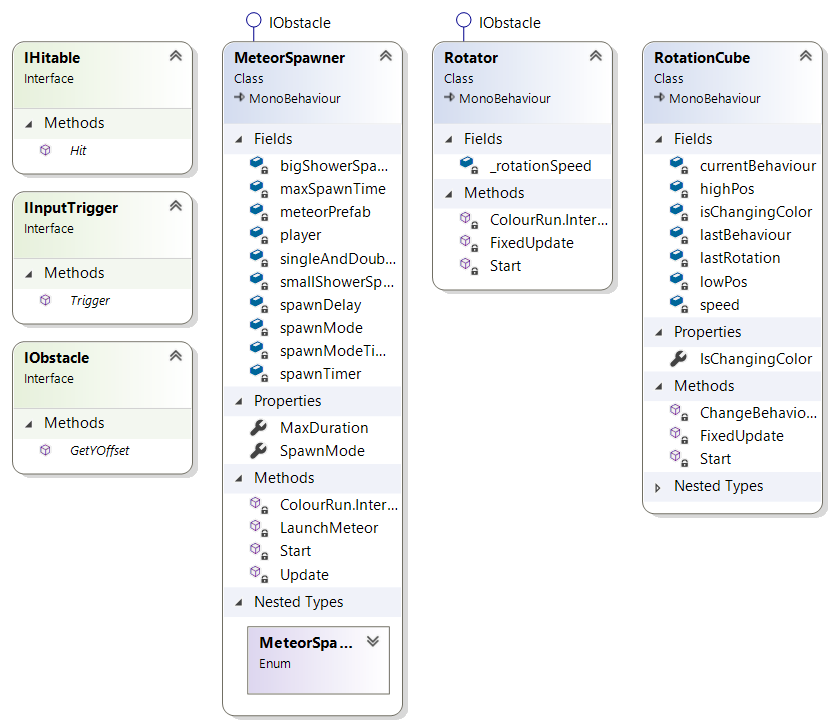 IHitable
Interface
Methods
Hit
IInputTrigger
Interface
Methods
Trigger
IObstacle
Interface
Methods
GetYOffset
IObstacle
MeteorSpawner
Class
MonoBehaviour
Fields
bigShowerSpa...
maxSpawnTime
meteorPrefab
player
singleAndDoub...
smallShowerSp...
spawnDelay
spawnMode
spawnModeTi...
spawnTimer
Properties
MaxDuration
SpawnMode
Methods
ColourRun.Inter...
LaunchMeteor
Start
Update
Nested Types
MeteorSpa...
Enum
IObstacle
Rotator
Class
MonoBehaviour
Fields
_rotationSpeed
Methods
ColourRun.Inter...
FixedUpdate
Start
RotationCube
Class
MonoBehaviour
Fields
currentBehaviour
highPos
isChangingColor
lastBehaviour
lastRotation
lowPos
speed
Properties
IsChangingColor
Methods
ChangeBehavio...
FixedUpdate
Start
Nested Types